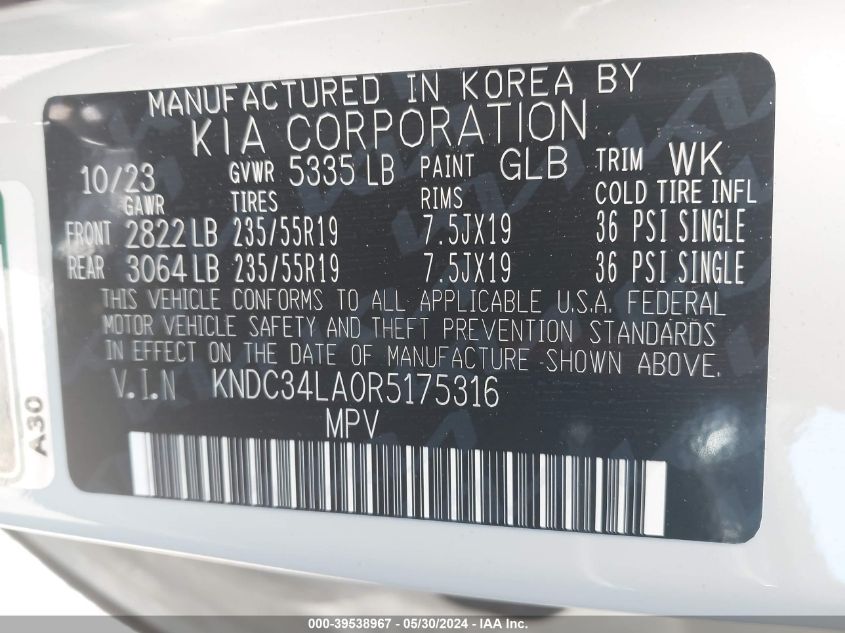 MANUFACTURED IN KOREA BY
KIA CORPORATION
10/23 GVWR 5335 LB PAINT GLB TRIM WK
GAWR TIRES RIMS COLD TIRE INFL
FRONT 2822 LB 235/55R19 7.5JX19 36 PSI SINGLE
REAR 3064 LB 235/55R19 7.5JX19 36 PSI SINGLE
THIS VEHICLE CONFORMS TO ALL APPLICABLE U.S.A. FEDERAL
MOTOR VEHICLE SAFETY AND THEFT PREVENTION STANDARDS
IN EFFECT ON THE DATE OF MANUFACTURE SHOWN ABOVE.
V.I.N KNDC34LA0R5175316
MPV
A30
000-39538967 - 05/30/2024 - IAA Inc.